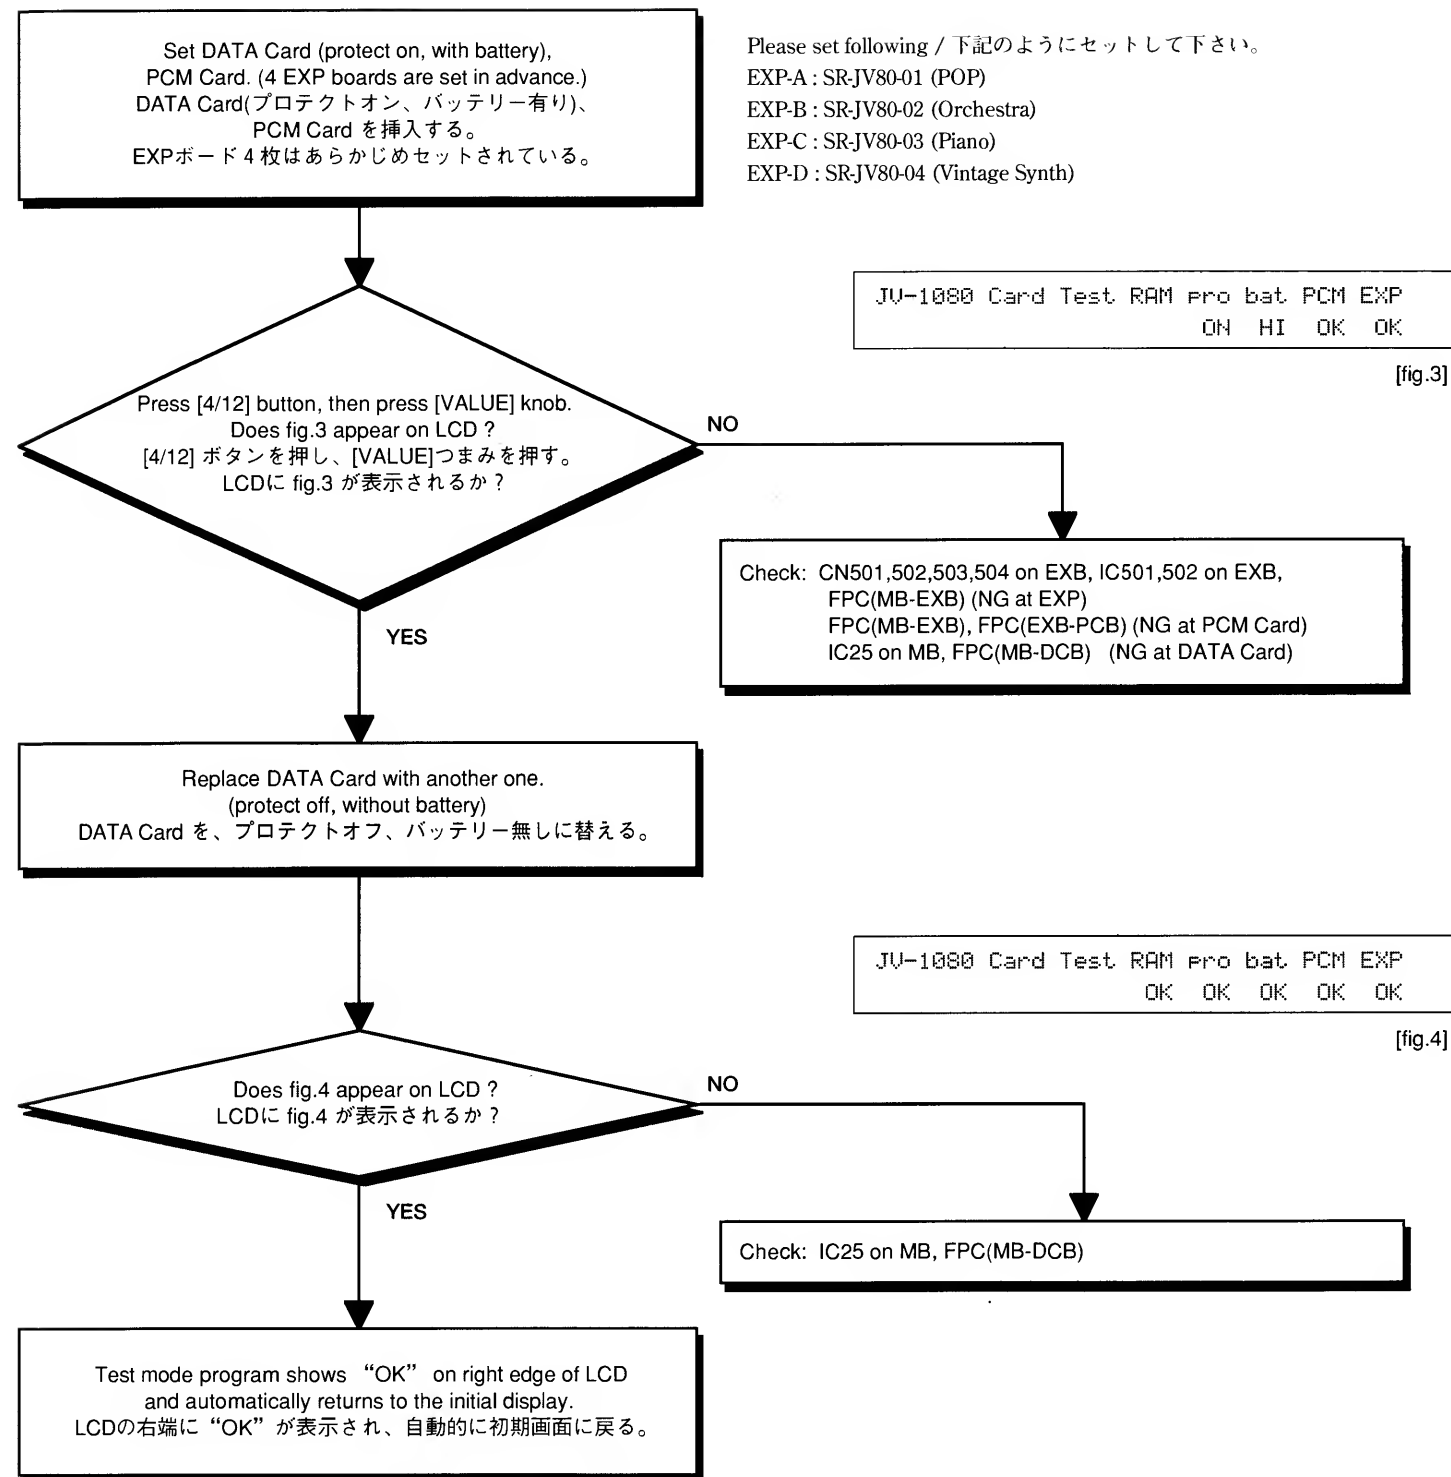 Set DATA Card (protect on, with battery),
PCM Card. (4 EXP boards are set in advance.)
DATA Card(プロテクトオン、バッテリー有り)、
PCM Card を挿入する。
EXPボード4枚はあらかじめセットされている。
Please set following / 下記のようにセットして下さい。
EXP-A : SR-JV80-01 (POP)
EXP-B : SR-JV80-02 (Orchestra)
EXP-C : SR-JV80-03 (Piano)
EXP-D : SR-JV80-04 (Vintage Synth)
JV-1080 Card Test RAM pro bat PCM EXP
ON HI OK OK
[fig.3]
Press [4/12] button, then press [VALUE] knob.
Does fig.3 appear on LCD ?
[4/12] ボタンを押し、[VALUE]つまみを押す。
LCDに fig.3 が表示されるか？
NO
YES
Check: CN501,502,503,504 on EXB, IC501,502 on EXB,
FPC(MB-EXB) (NG at EXP)
FPC(MB-EXB), FPC(EXB-PCB) (NG at PCM Card)
IC25 on MB, FPC(MB-DCB) (NG at DATA Card)
Replace DATA Card with another one.
(protect off, without battery)
DATA Card を、プロテクトオフ、バッテリー無しに替える。
JV-1080 Card Test RAM pro bat PCM EXP
OK OK OK OK OK
[fig.4]
Does fig.4 appear on LCD ?
LCDに fig.4 が表示されるか？
NO
YES
Check: IC25 on MB, FPC(MB-DCB)
Test mode program shows “OK” on right edge of LCD
and automatically returns to the initial display.
LCDの右端に“OK”が表示され、自動的に初期画面に戻る。